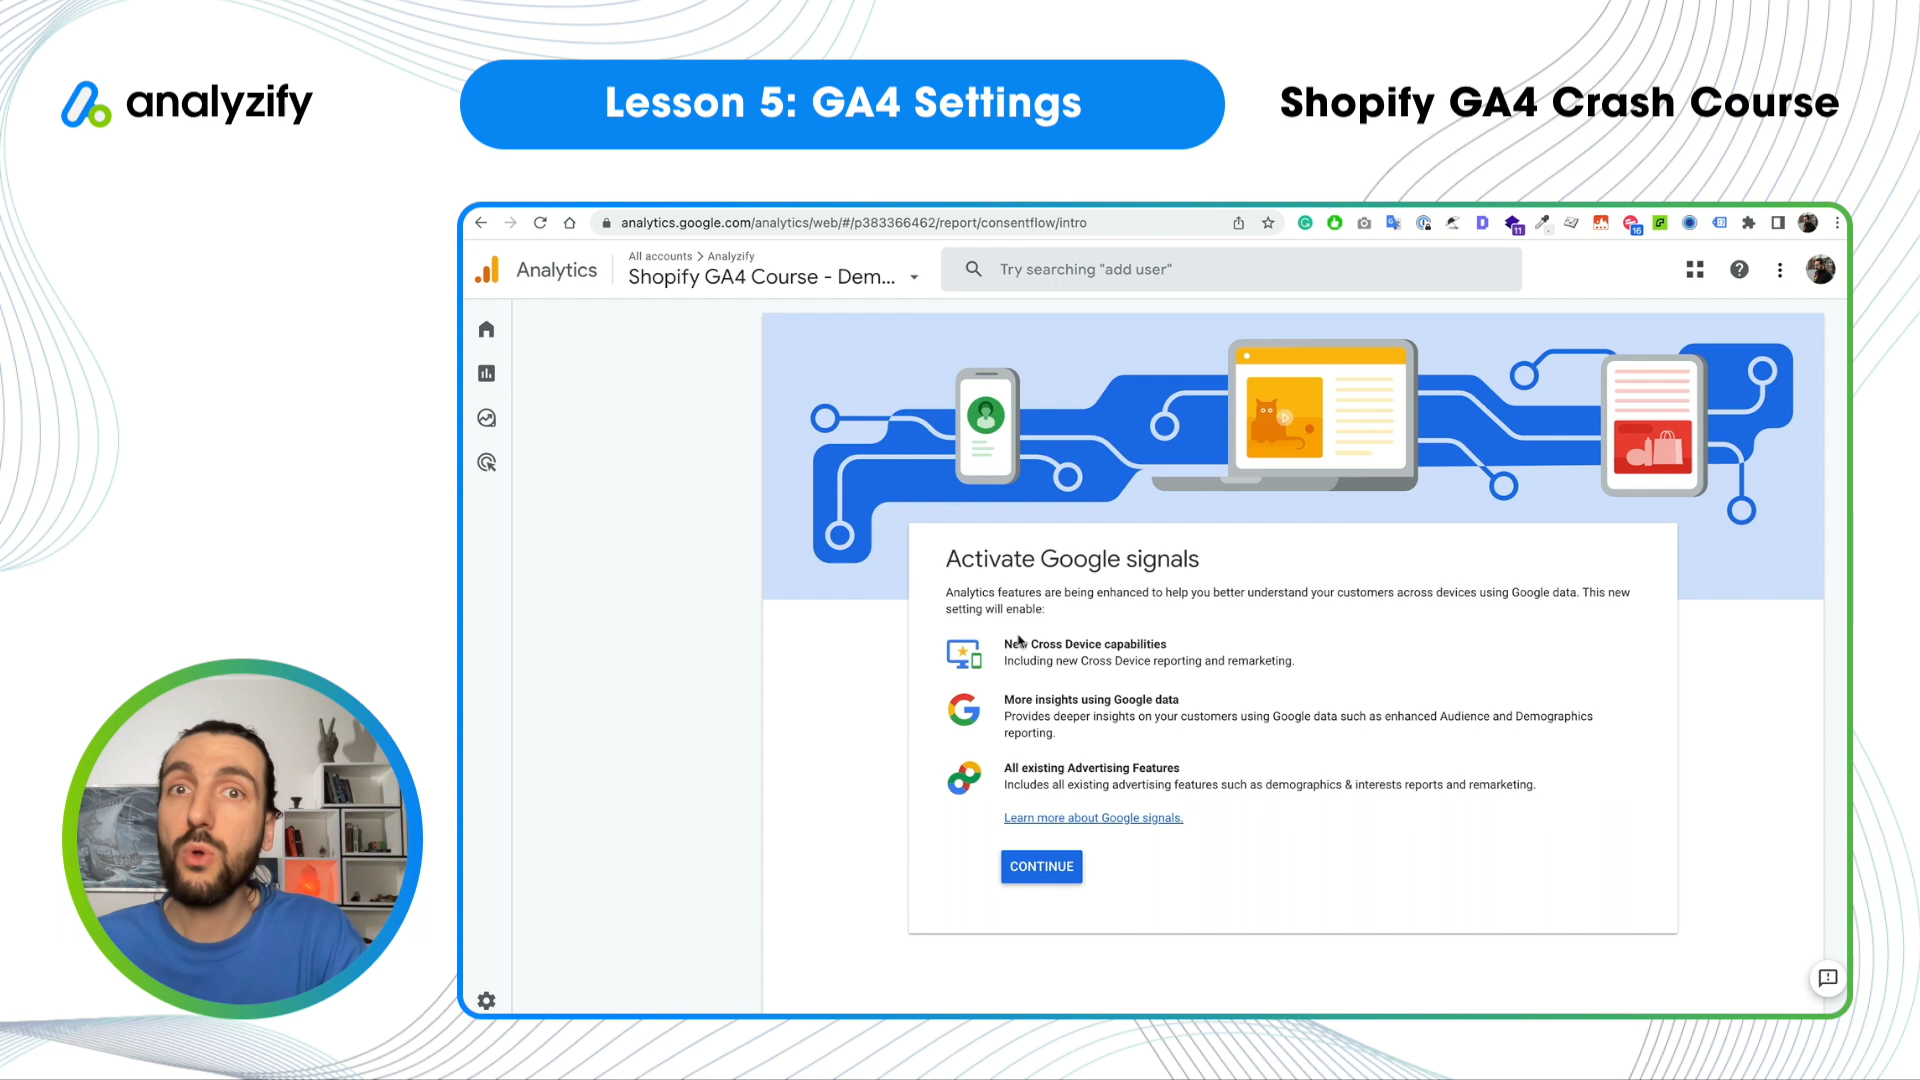 analyzify
Lesson 5: GA4 Settings
Shopify GA4 Crash Course
analytics.google.com/analytics/web/#/p383366462/report/consentflow/intro
11
16
Analytics
All accounts > Analyzify
Shopify GA4 Course - Dem...
Try searching "add user"
Activate Google signals
Analytics features are being enhanced to help you better understand your customers across devices using Google data. This new
setting will enable:
New Cross Device capabilities
Including new Cross Device reporting and remarketing.
More insights using Google data
Provides deeper insights on your customers using Google data such as enhanced Audience and Demographics
reporting.
All existing Advertising Features
Includes all existing advertising features such as demographics & interests reports and remarketing.
Learn more about Google signals.
CONTINUE